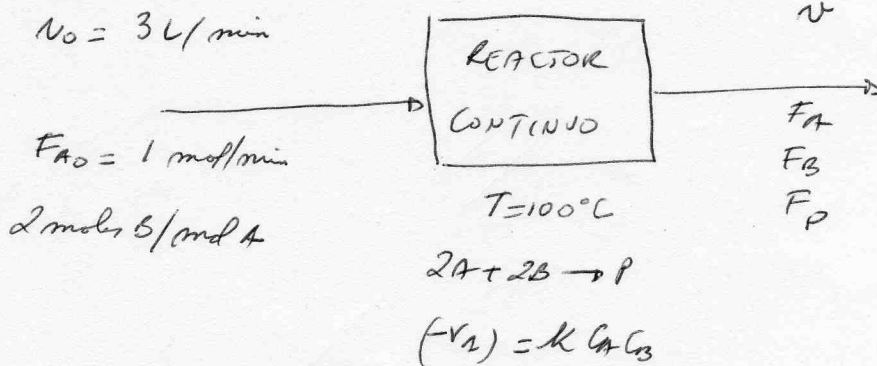 v₀ = 3 L/min
F_A0 = 1 mol/min
2 moles B/mol A
REACTOR
CONTINUO
T=100°C
2A + 2B → P
(-r_A) = k C_A C_B
v
F_A
F_B
F_P